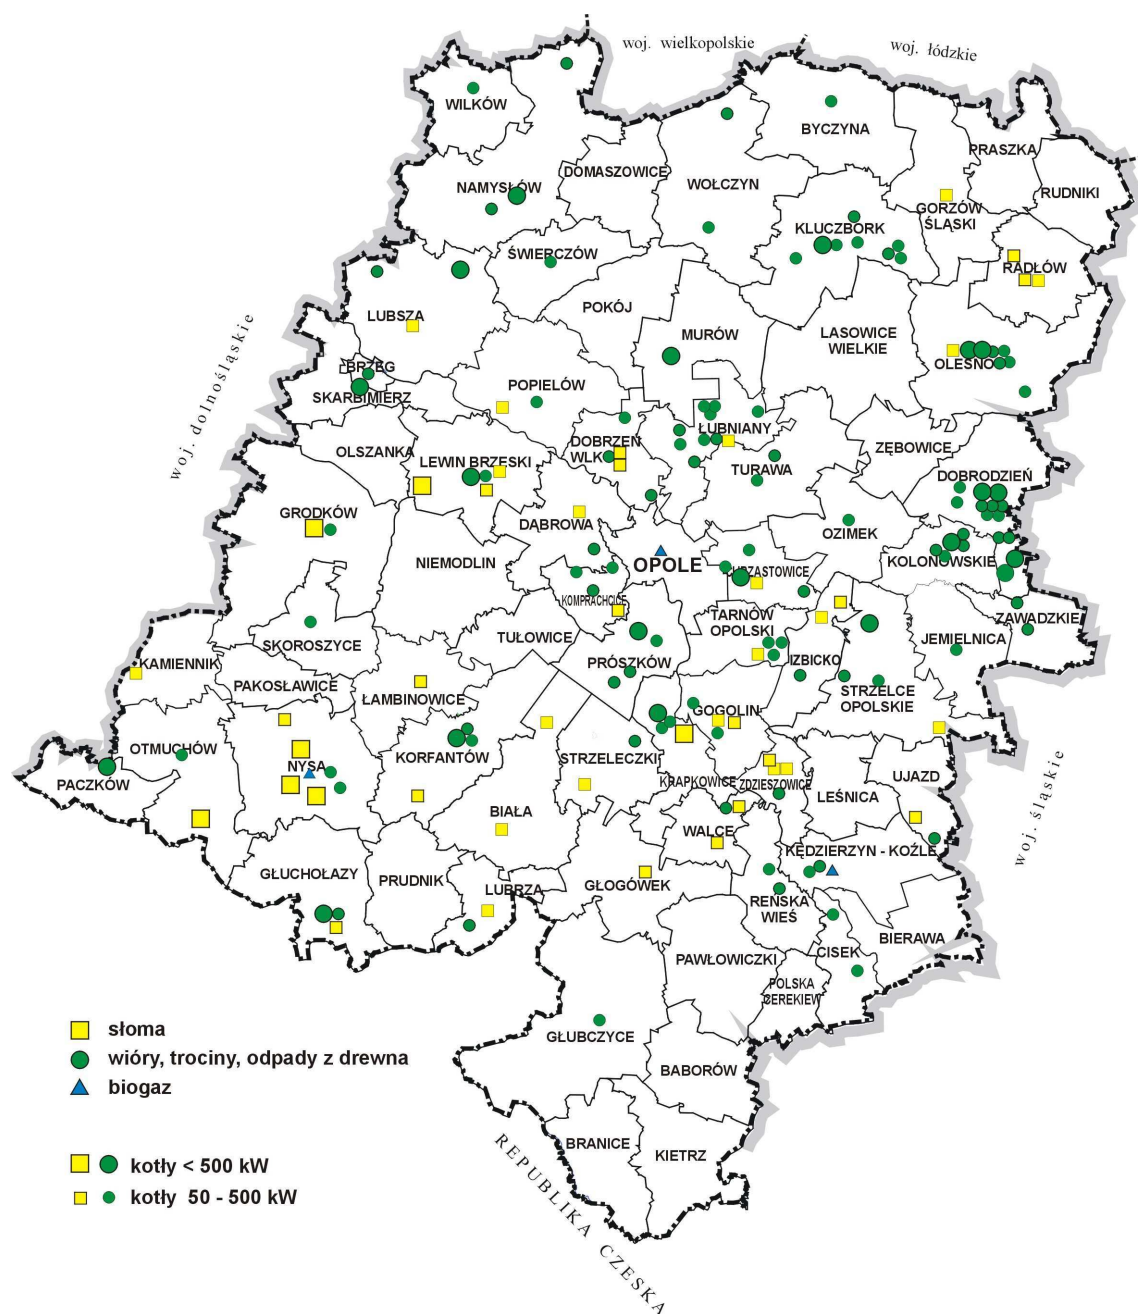 woj. wielkopolskie
woj. łódzkie
WILKÓW
BYCZYNA
PRASZKA
DOMASZOWICE
NAMYSŁÓW
WOŁCZYN
RUDNIKI
GORZÓW
ŚLĄSKI
KLUCZBORK
ŚWIERCZÓW
RADŁÓW
POKÓJ
LUBSZA
MURÓW
LASOWICE
WIELKIE
woj. dolnośląskie
BRZEG
OLESNO
SKARBIMIERZ
POPIELÓW
ŁUBNIANY
DOBRZEŃ
WLK
OLSZANKA
LEWIN BRZESKI
ZĘBOWICE
TURAWA
DOBRODZIEŃ
GRODKÓW
DĄBROWA
OZIMEK
NIEMODLIN
OPOLE
KOLONOWSKIE
KOMPRACHCICE
TARNÓW
OPOLSKI
ZAWADZKIE
SKOROSZYCE
TUŁOWICE
JEMIELNICA
KAMIENNIK
PRÓSZKÓW
IZBICKO
PAKOSŁAWICE
ŁAMBINOWICE
STRZELCE
OPOLSKIE
GOGOLIN
OTMUCHÓW
NYSA
KORFANTÓW
STRZELECZKI
PACZKÓW
KRAPKOWICE
ZDZIESZOWICE
UJAZD
LEŚNICA
woj. śląskie
BIAŁA
WALCE
KĘDZIERZYN - KOŹLE
GŁUCHOŁAZY
PRUDNIK
LUBRZA
GŁOGÓWEK
REŃSKA
WIEŚ
BIERAWA
CISEK
PAWŁOWICZKI
POLSKA
CEREKIEW
GŁUBCZYCE
BABORÓW
BRANICE
KIETRZ
REPUBLIKA CZESKA
słoma
wióry, trociny, odpady z drewna
biogaz
kotły < 500 kW
kotły 50 - 500 kW